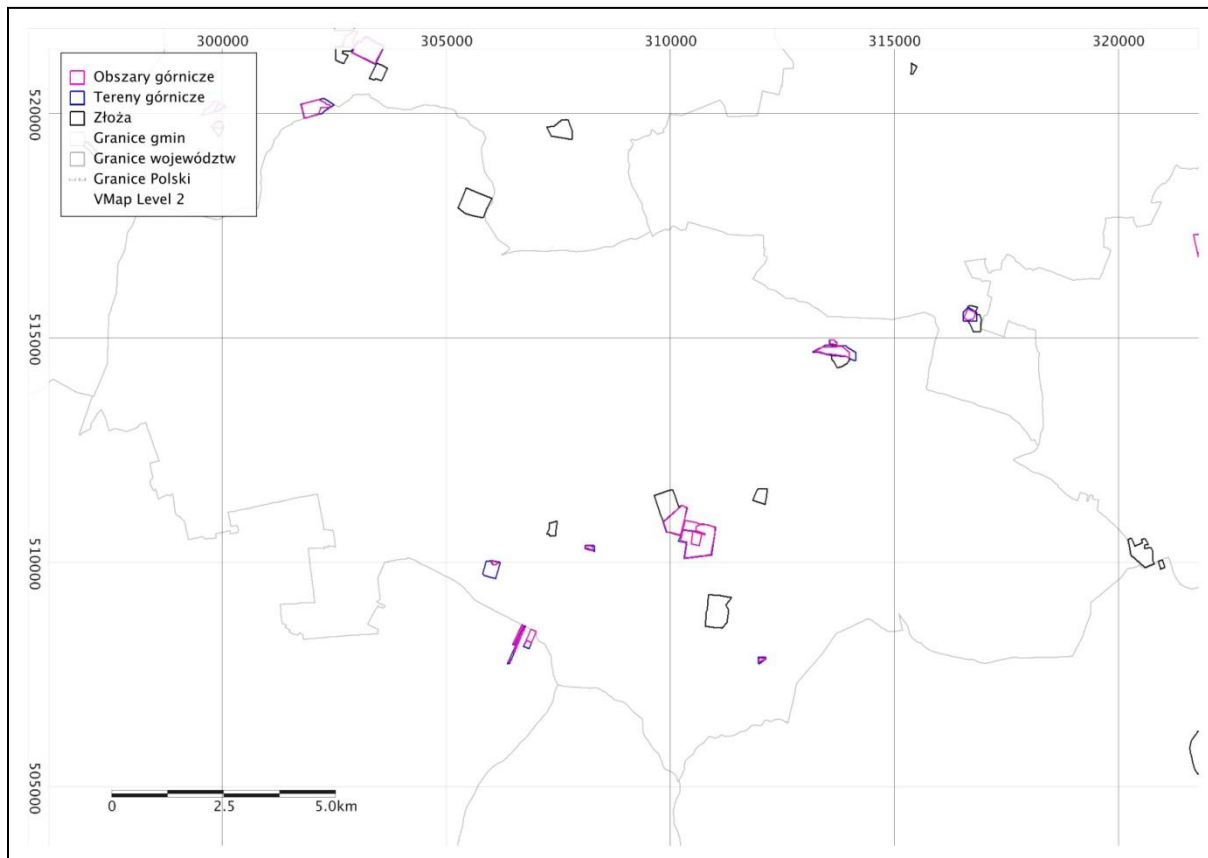 300000 305000 310000 315000 320000
Obszary górnicze
Tereny górnicze
Złoża
Granice gmin
Granice województw
Granice Polski
VMap Level 2
520000
515000
510000
505000
0 2.5 5.0km